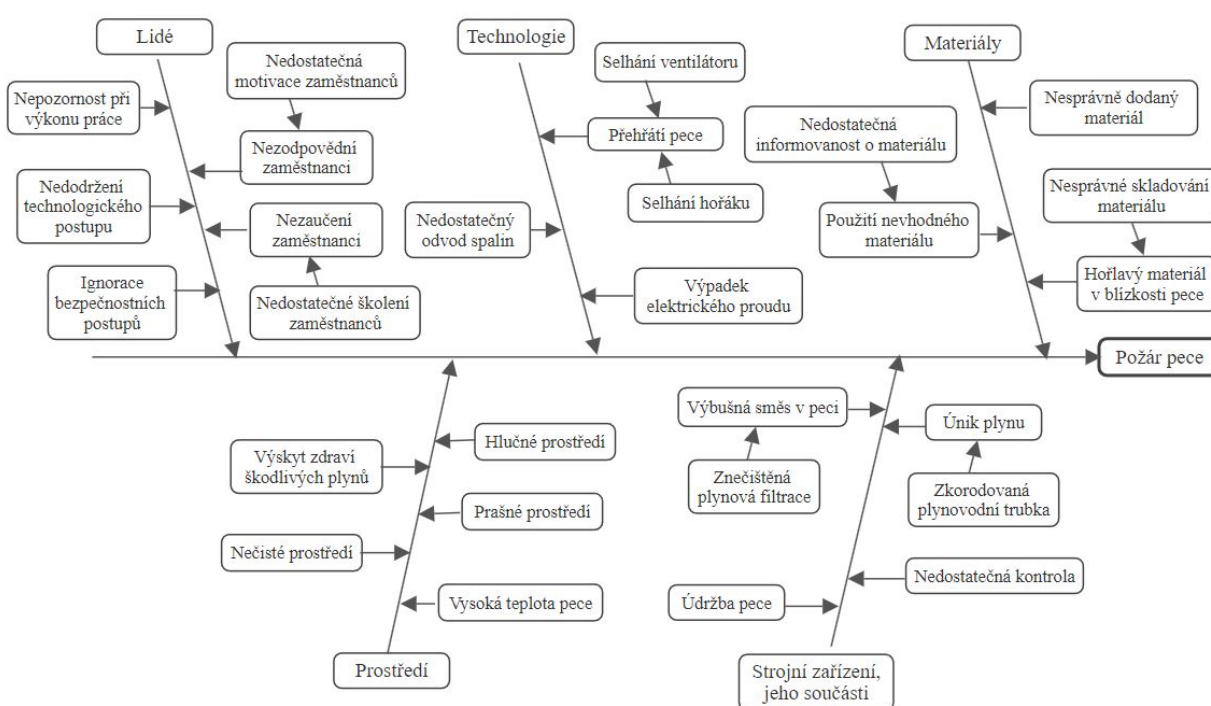 Lidé
Nedostatečná
motivace zaměstnanců
Nepozornost při
výkonu práce
Nezodpovědní
zaměstnanci
Nedodržení
technologického
postupu
Nezaučení
zaměstnanci
Ignorace
bezpečnostních
postupů
Nedostatečné školení
zaměstnanců
Technologie
Selhání ventilátoru
Přehřátí pece
Selhání hořáku
Nedostatečný
odvod spalin
Výpadek
elektrického proudu
Materiály
Nesprávně dodaný
materiál
Nedostatečná
informovanost o materiálu
Použití nevhodného
materiálu
Nesprávné skladování
materiálu
Hořlavý materiál
v blízkosti pece
Požár pece
Hlučné prostředí
Výskyt zdraví
škodlivých plynů
Prašné prostředí
Nečisté prostředí
Vysoká teplota pece
Prostředí
Výbušná směs v peci
Znečištěná
plynová filtrace
Únik plynu
Zkorodovaná
plynovodní trubka
Nedostatečná kontrola
Údržba pece
Strojní zařízení,
jeho součásti